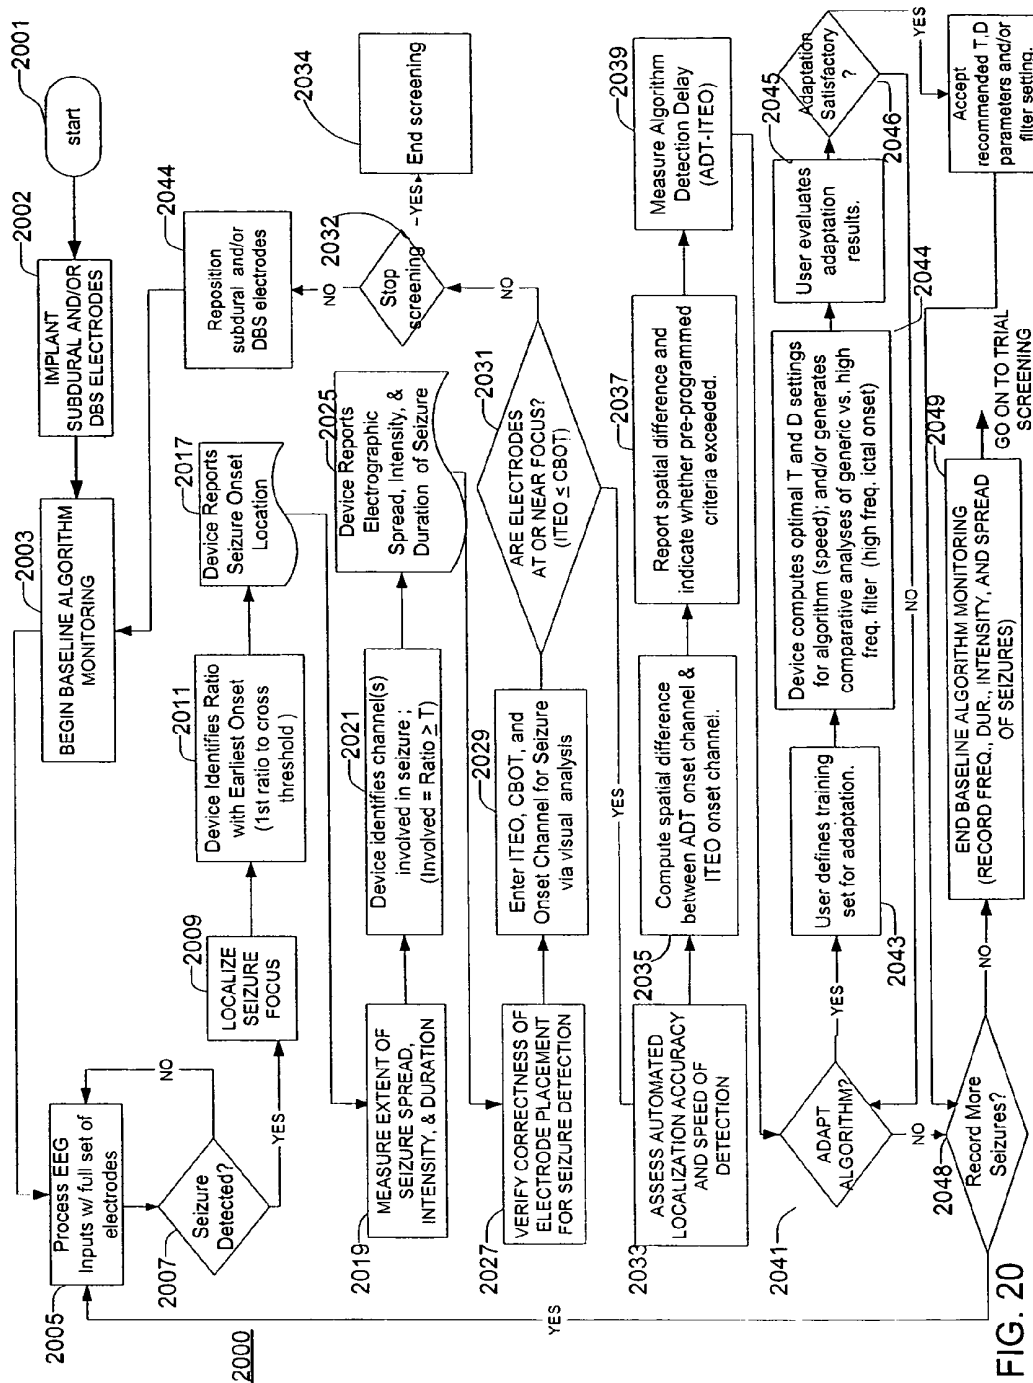 2001
start
2002
IMPLANT
SUBDURAL AND/OR
DBS ELECTRODES
2003
BEGIN BASELINE ALGORITHM
MONITORING
2005
Process EEG
Inputs w/ full set of
electrodes
2007
Seizure
Detected?
NO
YES
2000
2009
LOCALIZE
SEIZURE
FOCUS
2011
Device Identifies Ratio
with Earliest Onset
(1st ratio to cross
threshold )
2017
Device Reports
Seizure Onset
Location
2044
Reposition
subdural and/or
DBS electrodes
NO
2032
Stop
screening
YES
2034
End screening
2019
MEASURE EXTENT OF
SEIZURE SPREAD,
INTENSITY, & DURATION
2021
Device identifies channel(s)
involved in seizure ;
(Involved = Ratio ≥ T)
2025
Device Reports
Electrographic
Spread, Intensity, &
Duration of Seizure
2027
VERIFY CORRECTNESS OF
ELECTRODE PLACEMENT
FOR SEIZURE DETECTION
2029
Enter ITEO, CBOT, and
Onset Channel for Seizure
via visual analysis
2031
ARE ELECTRODES
AT OR NEAR FOCUS?
(ITEO ≤ CBOT)
NO
YES
2033
ASSESS AUTOMATED
LOCALIZATION ACCURACY
AND SPEED OF
DETECTION
2035
Compute spatial difference
between ADT onset channel &
ITEO onset channel.
2037
Report spatial difference and
indicate whether pre-programmed
criteria exceeded.
2039
Measure Algorithm
Detection Delay
(ADT-ITEO)
2041
ADAPT
ALGORITHM?
YES
NO
2043
User defines training
set for adaptation.
2044
Device computes optimal T and D settings
for algorithm (speed); and/or generates
comparative analyses of generic vs. high
freq. filter (high freq. ictal onset)
2045
User evaluates
adaptation
results.
2046
Adaptation
Satisfactory
?
NO
YES
Accept
recommended T,D
parameters and/or
filter setting.
2048
Record More
Seizures?
YES
NO
2049
END BASELINE ALGORITHM MONITORING
(RECORD FREQ., DUR., INTENSITY, AND SPREAD
OF SEIZURES)
GO ON TO TRIAL
SCREENING
FIG. 20